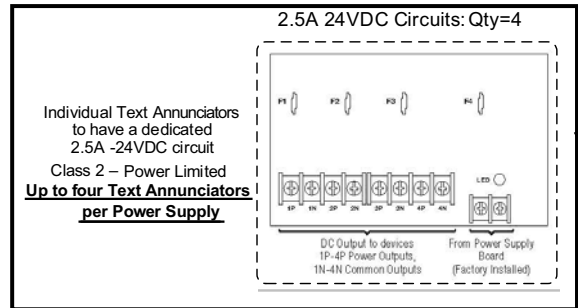 2.5A 24VDC Circuits: Qty=4
Individual Text Annunciators
to have a dedicated
2.5A -24VDC circuit
Class 2 – Power Limited
Up to four Text Annunciators
per Power Supply
F1 F2 F3 F4
LED
1P 1N 2P 2N 3P 3N 4P 4N
DC Output to devices
1P-4P Power Outputs,
1N-4N Common Outputs
From Power Supply
Board
(Factory Installed)